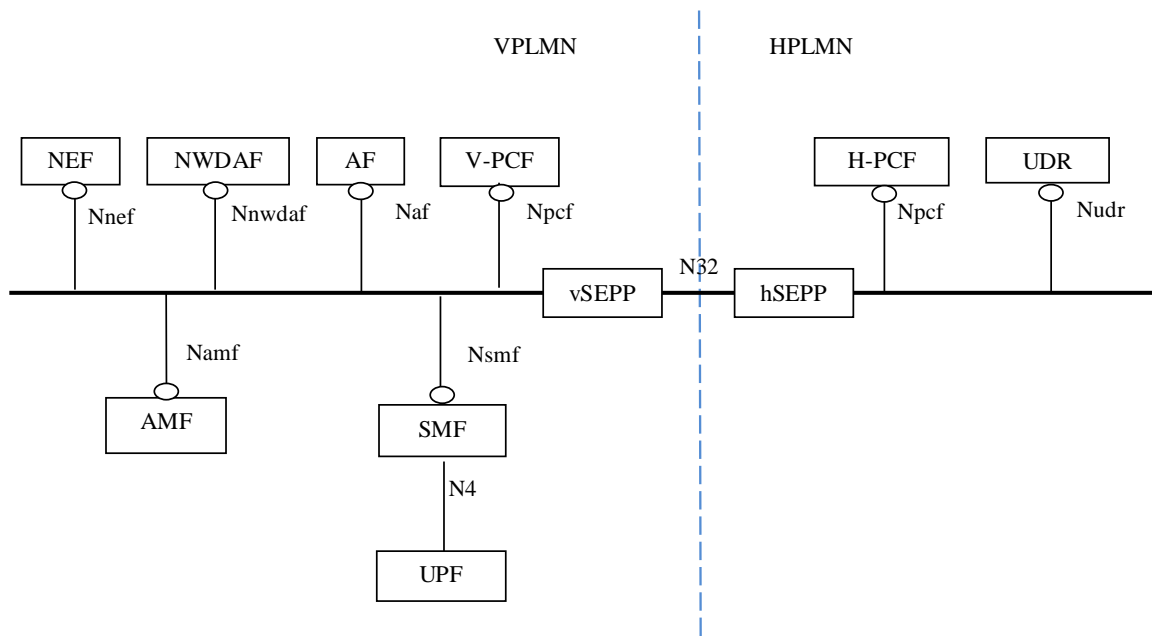 VPLMN HPLMN
NEF NWDAF AF V-PCF H-PCF UDR
Nnef Nnwdaf Naf Npcf Npcf Nudr
N32
vSEPP hSEPP
Namf Nsmf
AMF SMF
N4
UPF